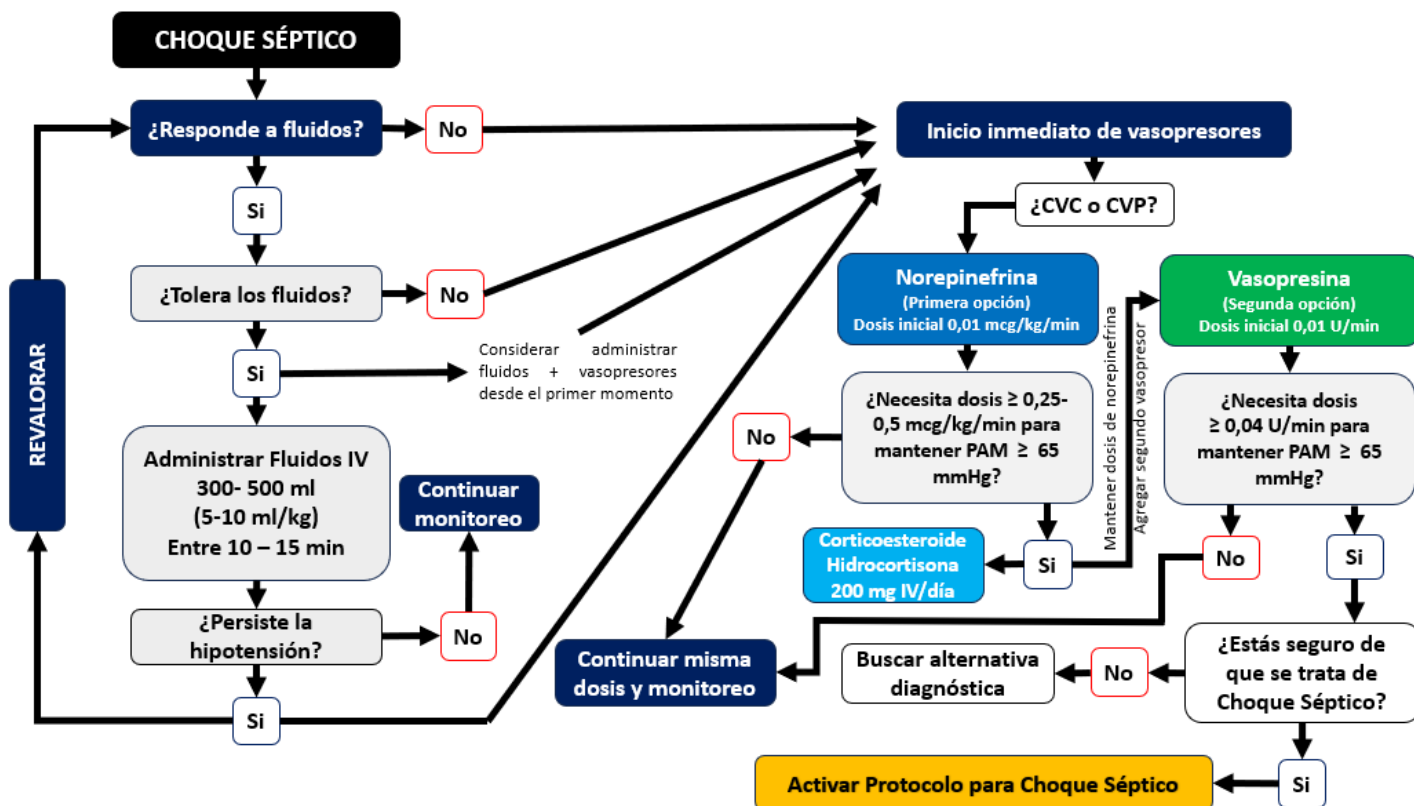 CHOQUE SÉPTICO
¿Responde a fluidos?
No
Si
¿Tolera los fluidos?
No
Si
Considerar administrar
fluidos + vasopresores
desde el primer momento
Administrar Fluidos IV
300- 500 ml
(5-10 ml/kg)
Entre 10 – 15 min
Continuar
monitoreo
¿Persiste la
hipotensión?
No
Si
REVALORAR
Inicio inmediato de vasopresores
¿CVC o CVP?
Norepinefrina
(Primera opción)
Dosis inicial 0,01 mcg/kg/min
¿Necesita dosis ≥ 0,25-
0,5 mcg/kg/min para
mantener PAM ≥ 65
mmHg?
No
Si
Corticoesteroide
Hidrocortisona
200 mg IV/día
Mantener dosis de norepinefrina
Agregar segundo vasopresor
Vasopresina
(Segunda opción)
Dosis inicial 0,01 U/min
¿Necesita dosis
≥ 0,04 U/min para
mantener PAM ≥ 65
mmHg?
No
Si
Continuar misma
dosis y monitoreo
¿Estás seguro de
que se trata de
Choque Séptico?
No
Buscar alternativa
diagnóstica
Si
Activar Protocolo para Choque Séptico